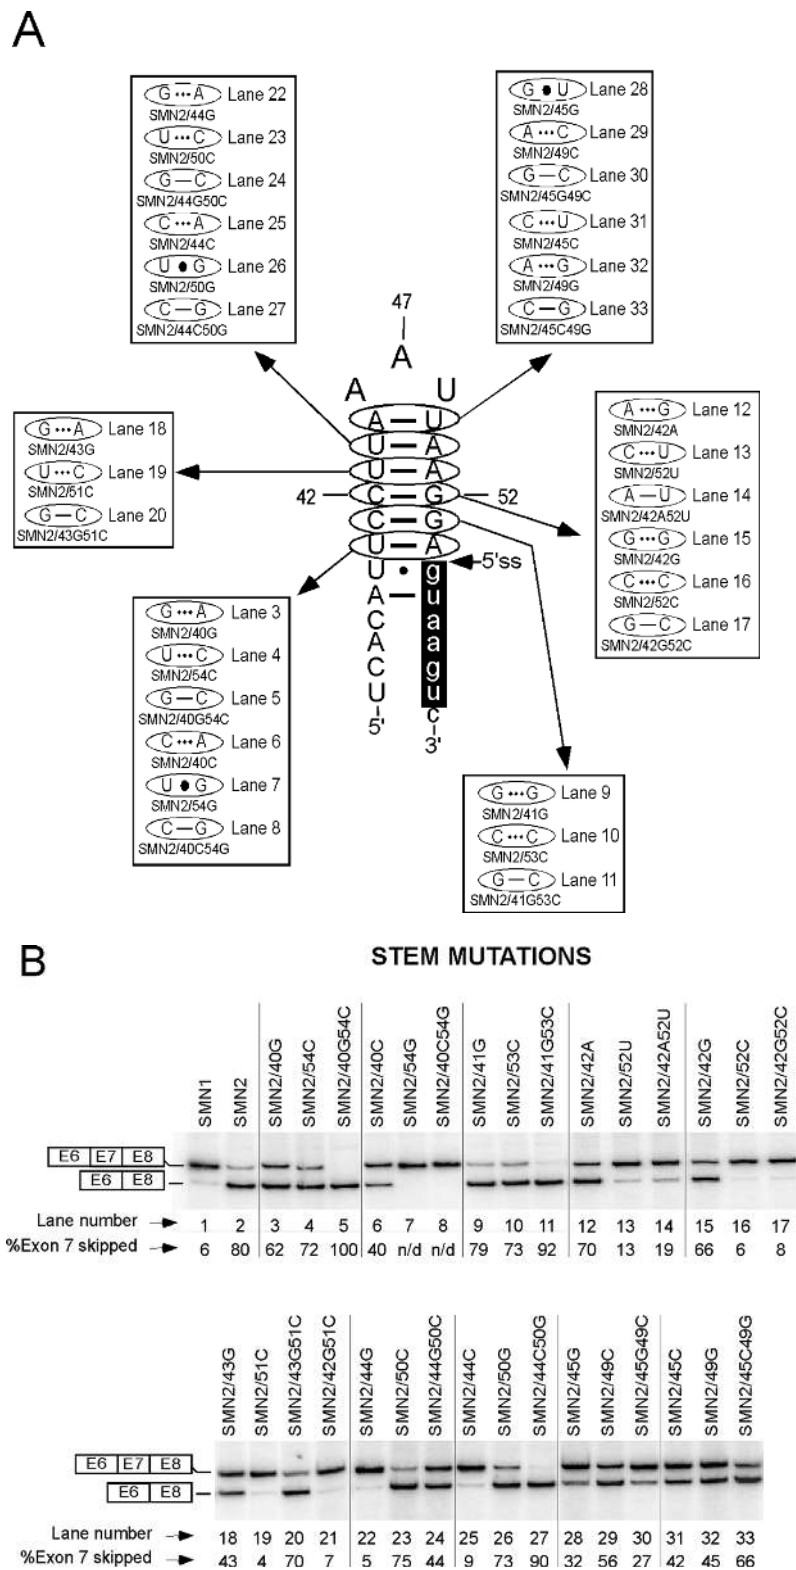 A
G ••• A Lane 22
SMN2/44G
U ••• C Lane 23
SMN2/50C
G — C Lane 24
SMN2/44G50C
C ••• A Lane 25
SMN2/44C
U • G Lane 26
SMN2/50G
C — G Lane 27
SMN2/44C50G
G • U Lane 28
SMN2/45G
A ••• C Lane 29
SMN2/49C
G — C Lane 30
SMN2/45G49C
C ••• U Lane 31
SMN2/45C
A ••• G Lane 32
SMN2/49G
C — G Lane 33
SMN2/45C49G
G ••• A Lane 18
SMN2/43G
U ••• C Lane 19
SMN2/51C
G — C Lane 20
SMN2/43G51C
47
A
A U
A — U
U — A
U — A
42 — C — G — 52
C — G
U — A
U • g 5'ss
A — u
C a
A a
C g
U u
5' c
3'
A ••• G Lane 12
SMN2/42A
C ••• U Lane 13
SMN2/52U
A — U Lane 14
SMN2/42A52U
G ••• G Lane 15
SMN2/42G
C ••• C Lane 16
SMN2/52C
G — C Lane 17
SMN2/42G52C
G ••• A Lane 3
SMN2/40G
U ••• C Lane 4
SMN2/54C
G — C Lane 5
SMN2/40G54C
C ••• A Lane 6
SMN2/40C
U • G Lane 7
SMN2/54G
C — G Lane 8
SMN2/40C54G
G ••• G Lane 9
SMN2/41G
C ••• C Lane 10
SMN2/53C
G — C Lane 11
SMN2/41G53C
B
STEM MUTATIONS
SMN1 SMN2 SMN2/40G SMN2/54C SMN2/40G54C SMN2/40C SMN2/54G SMN2/40C54G SMN2/41G SMN2/53C SMN2/41G53C SMN2/42A SMN2/52U SMN2/42A52U SMN2/42G SMN2/52C SMN2/42G52C
E6 E7 E8
E6 E8
Lane number 1 2 3 4 5 6 7 8 9 10 11 12 13 14 15 16 17
%Exon 7 skipped 6 80 62 72 100 40 n/d n/d 79 73 92 70 13 19 66 6 8
SMN2/43G SMN2/51C SMN2/43G51C SMN2/42G51C SMN2/44G SMN2/50C SMN2/44G50C SMN2/44C SMN2/50G SMN2/44C50G SMN2/45G SMN2/49C SMN2/45G49C SMN2/45C SMN2/49G SMN2/45C49G
E6 E7 E8
E6 E8
Lane number 18 19 20 21 22 23 24 25 26 27 28 29 30 31 32 33
%Exon 7 skipped 43 4 70 7 5 75 44 9 73 90 32 56 27 42 45 66